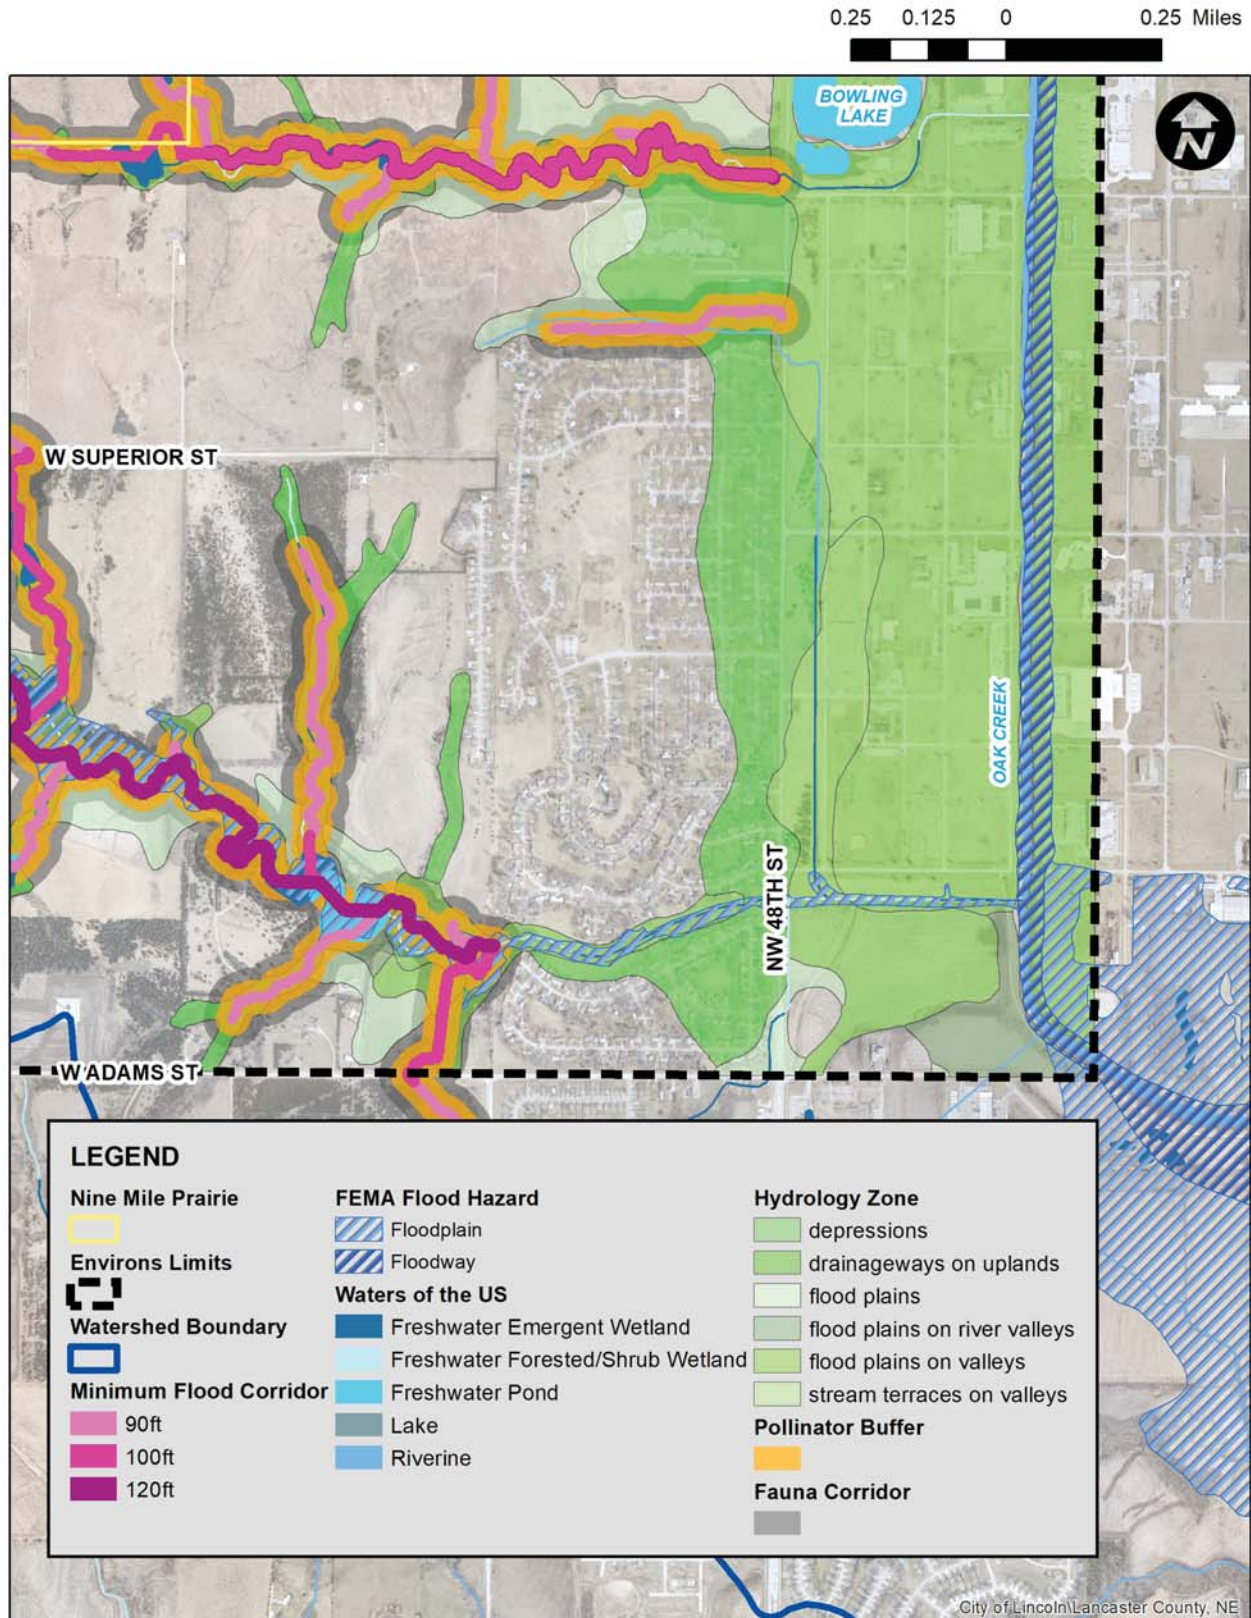 0.25 0.125 0 0.25 Miles
BOWLING
LAKE
N
W SUPERIOR ST
OAK CREEK
NW 48TH ST
W ADAMS ST
LEGEND
Nine Mile Prairie
Environs Limits
Watershed Boundary
Minimum Flood Corridor
90ft
100ft
120ft
FEMA Flood Hazard
Floodplain
Floodway
Waters of the US
Freshwater Emergent Wetland
Freshwater Forested/Shrub Wetland
Freshwater Pond
Lake
Riverine
Hydrology Zone
depressions
drainageways on uplands
flood plains
flood plains on river valleys
flood plains on valleys
stream terraces on valleys
Pollinator Buffer
Fauna Corridor
City of Lincoln\Lancaster County, NE